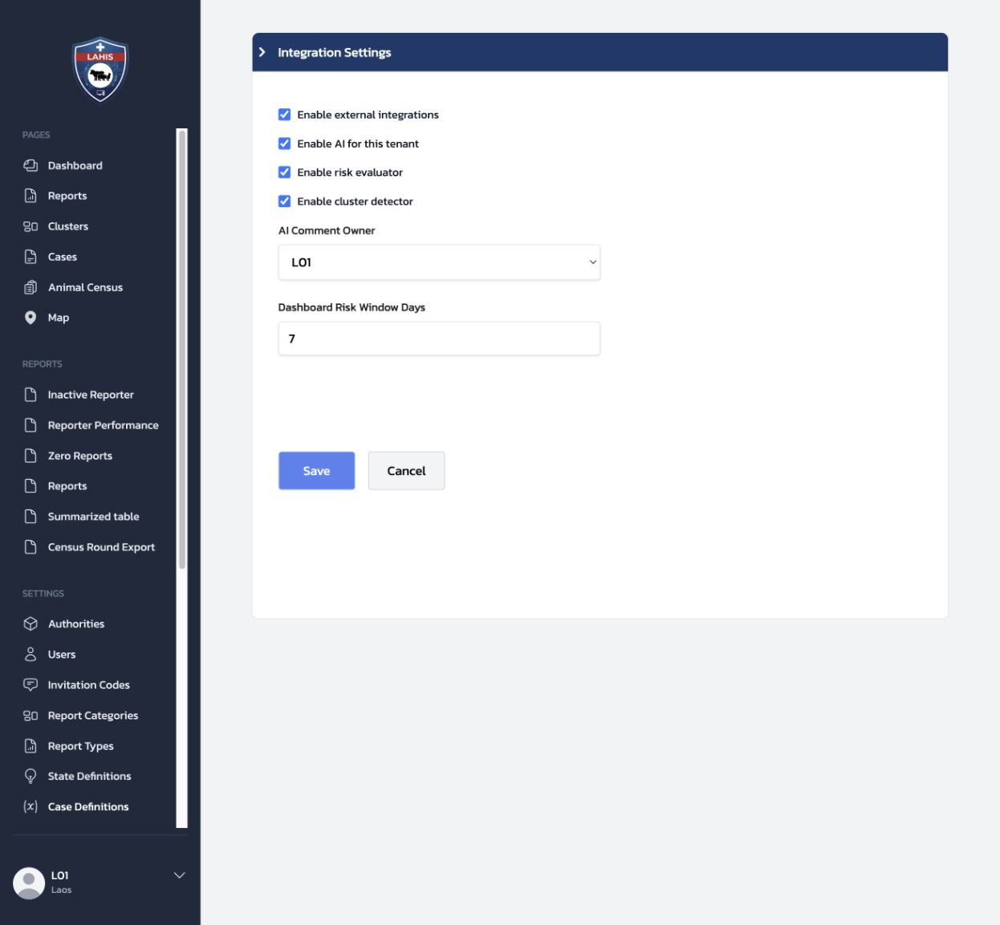 LAHIS
PAGES
Dashboard
Reports
Clusters
Cases
Animal Census
Map
REPORTS
Inactive Reporter
Reporter Performance
Zero Reports
Reports
Summarized table
Census Round Export
SETTINGS
Authorities
Users
Invitation Codes
Report Categories
Report Types
State Definitions
(x) Case Definitions
L01
Laos
Integration Settings
Enable external integrations
Enable AI for this tenant
Enable risk evaluator
Enable cluster detector
AI Comment Owner
L01
Dashboard Risk Window Days
7
Save
Cancel